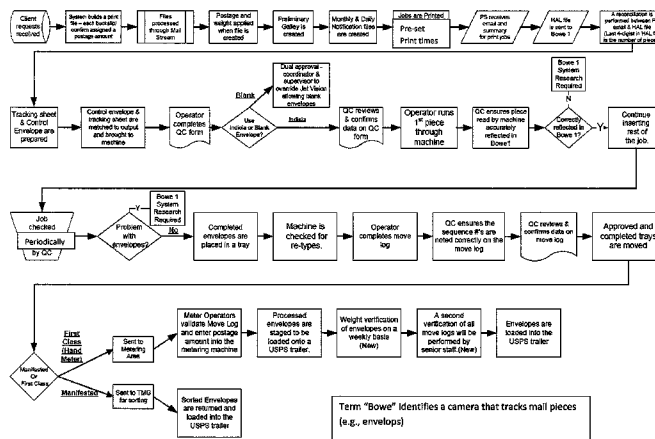 Client
requests
received
System builds a print
file – each backslip/
confirm assigned a
postage amount
Files
processed
through Mail
Stream
Postage and
weight applied
when file is
created
Preliminary
Galley is
created
Monthly & Daily
Notification files
are created
Jobs are Printed
Pre-set
Print times
PS receives
email and
summary
for print jobs
HAL file
is sent to
Bowe 1
A reconciliation is
performed between PS
email & HAL file
(Last 4-digit in HAL file
is the number of pieces
Tracking sheet
& Control
Envelope are
prepared
Control envelope &
tracking sheet are
matched to output
and brought to
machine
Operator
completes
QC form
Use
Indicia or Blank
Envelope?
Blank
Dual approval -
coordinator &
supervisor to
override Jet Vision
allowing blank
envelopes
Indicia
QC reviews
& confirms
data on QC
form
Operator runs
1st piece
through
machine
QC ensures piece
read by machine
accurately
reflected in
Bowe1
Bowe 1
System
Research
Required
N
Correctly
reflected in
Bowe 1?
Y
Continue
inserting
rest of
the job.
Job
checked
Periodically
by QC
Problem
with
envelopes?
Y
Bowe 1
System
Research
Required
No
Completed
envelopes are
placed in a tray
Machine is
checked for
re-types.
Operator
completes move
log
QC ensures the
sequence #'s are
noted correctly on the
move log
QC reviews &
confirms data on
move log
Approved and
completed trays
are moved
Manifested
Or
First Class
First
Class
(Hand
Meter)
Sent to
Metering
Area
Meter Operators
validate Move Log
and enter postage
amount into the
metering machine
Processed
envelopes are
staged to be
loaded onto a
USPS trailer.
Weight verification
of envelopes on a
weekly basis
(New)
A second
verification of all
move logs will be
performed by
senior staff.(New)
Envelopes are
loaded into the
USPS trailer
Manifested
Sent to TMG
for sorting
Sorted Envelopes
are returned and
loaded into the
USPS trailer
Term "Bowe" Identifies a camera that tracks mail pieces
(e.g., envelops)